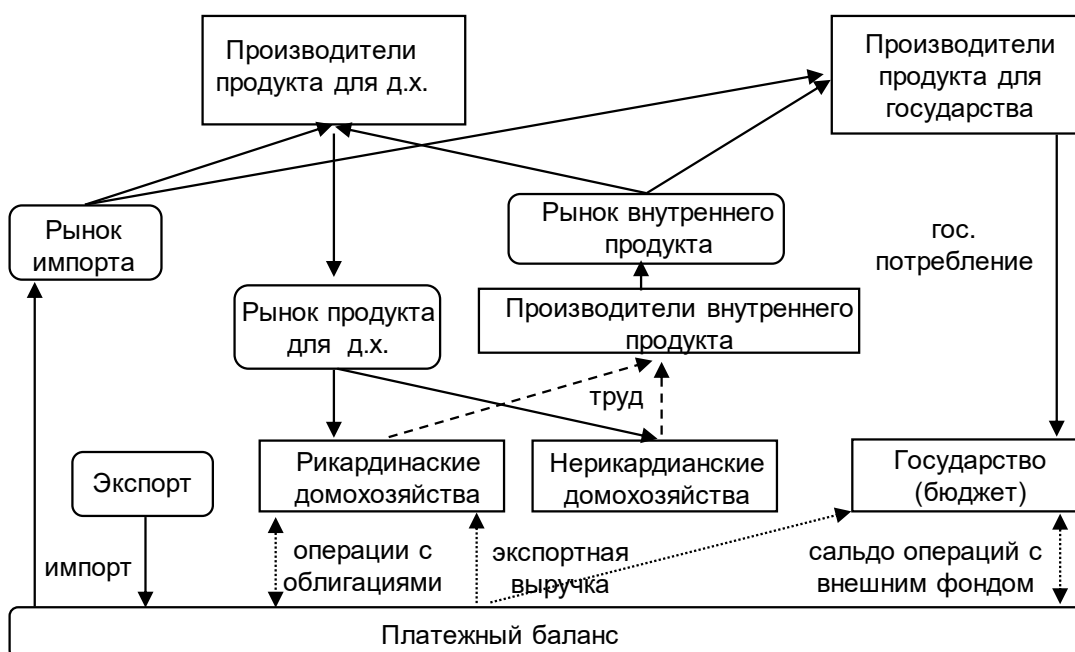 Производители
продукта для д.х.
Производители
продукта для
государства
Рынок
импорта
Рынок внутреннего
продукта
гос.
потребление
Рынок продукта
для д.х.
Производители внутреннего
продукта
труд
Экспорт
Рикардинаские
домохозяйства
Нерикардианские
домохозяйства
Государство
(бюджет)
импорт
операции с
облигациями
экспортная
выручка
сальдо операций с
внешним фондом
Платежный баланс